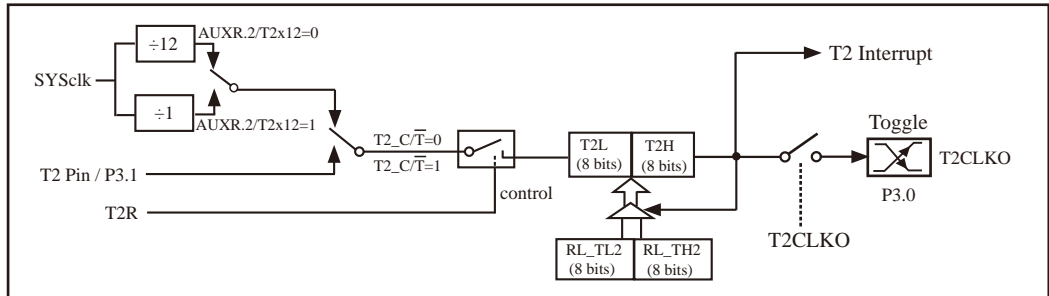 ÷12
AUXR.2/T2x12=0
SYSclk
÷1
AUXR.2/T2x12=1
T2 Interrupt
T2_C/T̅=0
T2_C/T̅=1
T2L
(8 bits)
T2H
(8 bits)
Toggle
T2CLKO
P3.0
T2 Pin / P3.1
control
T2R
T2CLKO
RL_TL2
(8 bits)
RL_TH2
(8 bits)